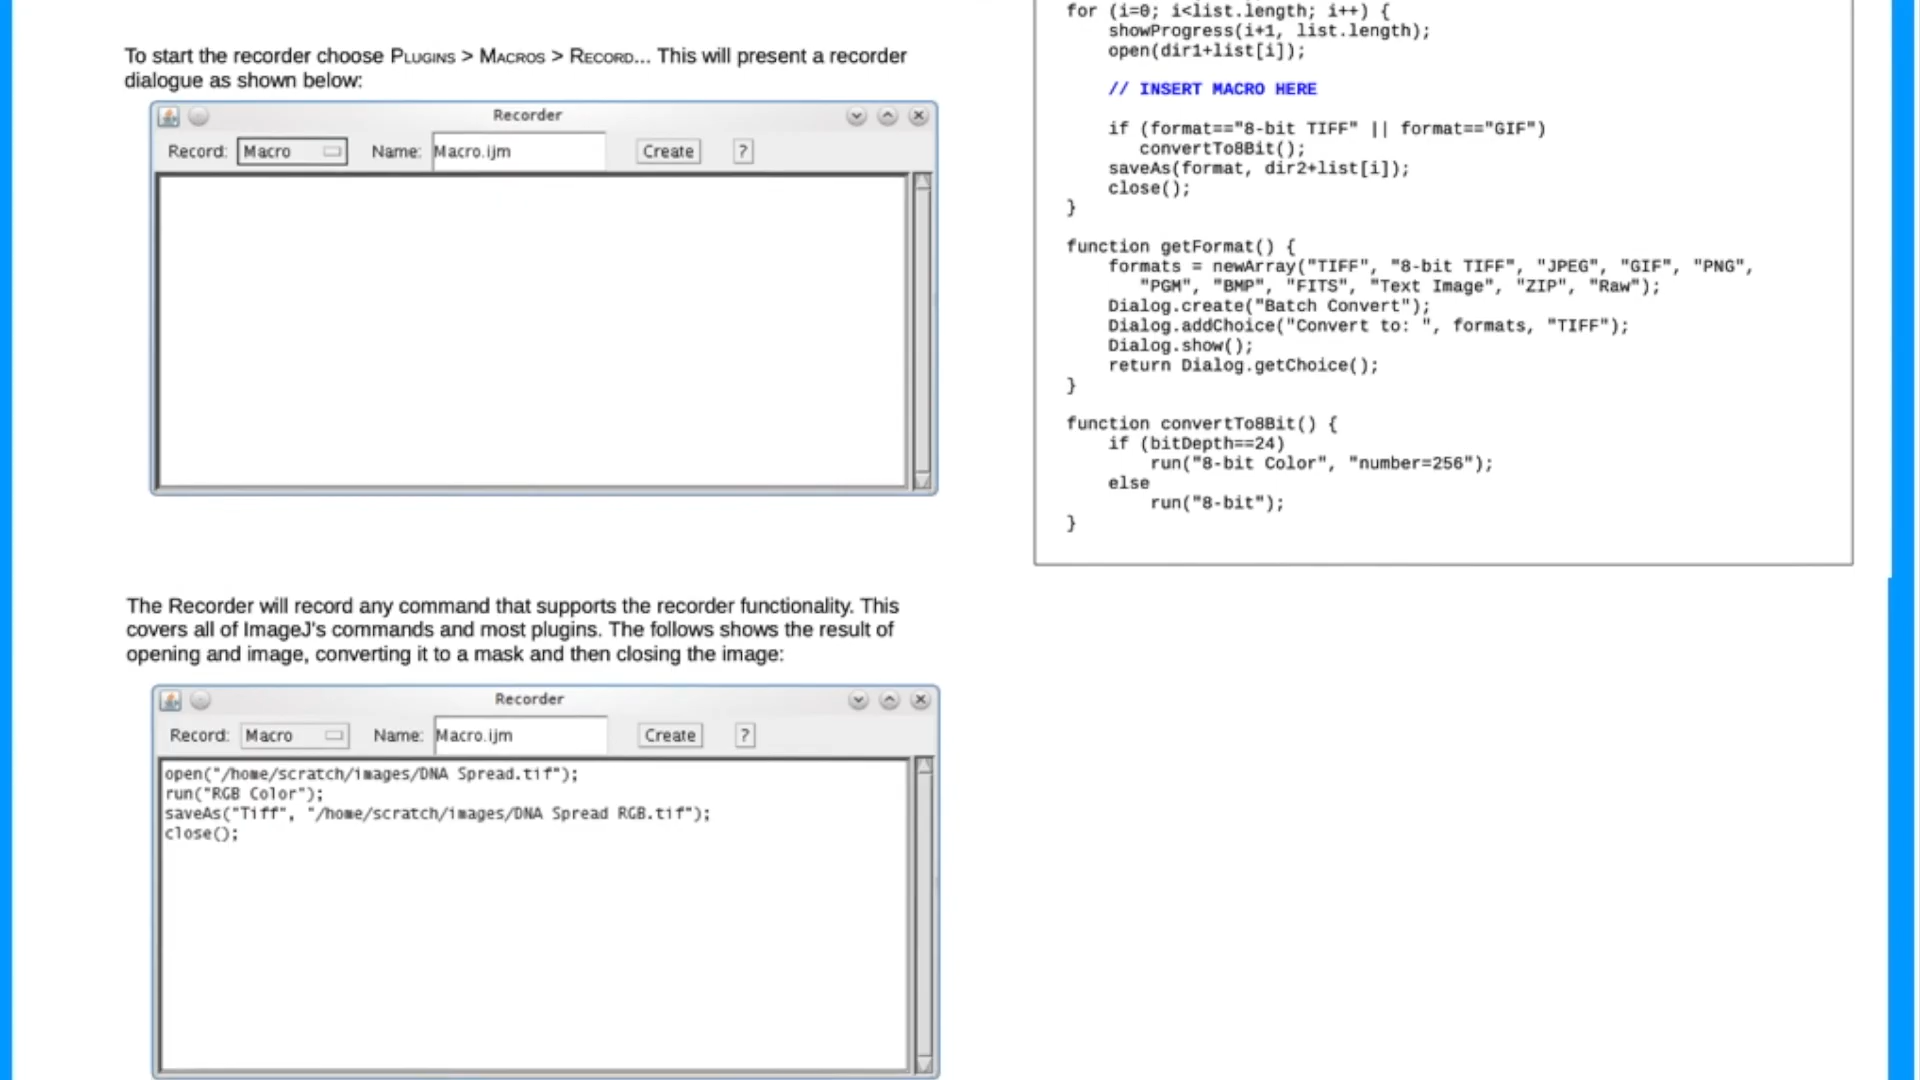 To start the recorder choose Plugins > Macros > Record... This will present a recorder
dialogue as shown below:
Recorder
Record: Macro Name: Macro.ijm Create ?
The Recorder will record any command that supports the recorder functionality. This
covers all of ImageJ's commands and most plugins. The follows shows the result of
opening and image, converting it to a mask and then closing the image:
Recorder
Record: Macro Name: Macro.ijm Create ?
open("/home/scratch/images/DNA Spread.tif");
run("RGB Color");
saveAs("Tiff", "/home/scratch/images/DNA Spread RGB.tif");
close();
for (i=0; i<list.length; i++) {
showProgress(i+1, list.length);
open(dir1+list[i]);
// INSERT MACRO HERE
if (format=="8-bit TIFF" || format=="GIF")
convertTo8Bit();
saveAs(format, dir2+list[i]);
close();
}
function getFormat() {
formats = newArray("TIFF", "8-bit TIFF", "JPEG", "GIF", "PNG",
"PGM", "BMP", "FITS", "Text Image", "ZIP", "Raw");
Dialog.create("Batch Convert");
Dialog.addChoice("Convert to: ", formats, "TIFF");
Dialog.show();
return Dialog.getChoice();
}
function convertTo8Bit() {
if (bitDepth==24)
run("8-bit Color", "number=256");
else
run("8-bit");
}